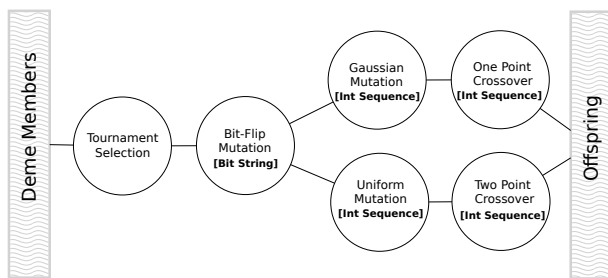 Deme Members
Tournament
Selection
Bit-Flip
Mutation
[Bit String]
Gaussian
Mutation
[Int Sequence]
One Point
Crossover
[Int Sequence]
Uniform
Mutation
[Int Sequence]
Two Point
Crossover
[Int Sequence]
Offspring